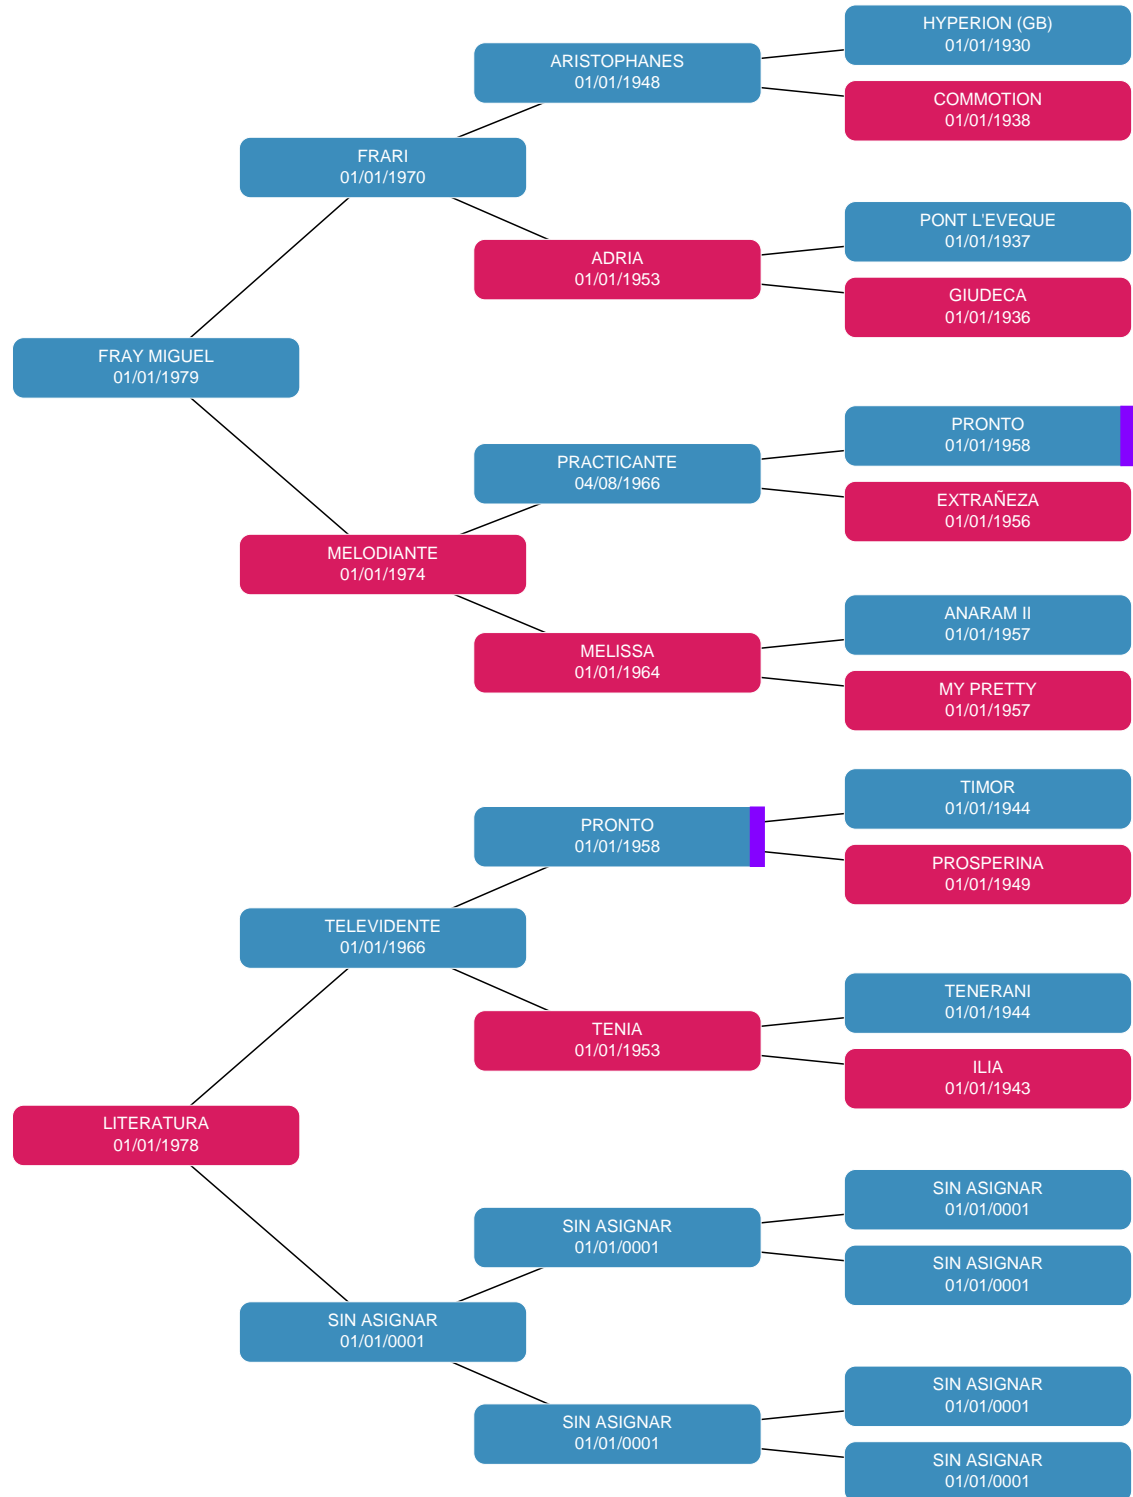 HYPERION (GB)
01/01/1930
ARISTOPHANES
01/01/1948
COMMOTION
01/01/1938
FRARI
01/01/1970
PONT L'EVEQUE
01/01/1937
ADRIA
01/01/1953
GIUDECA
01/01/1936
FRAY MIGUEL
01/01/1979
PRONTO
01/01/1958
PRACTICANTE
04/08/1966
EXTRAÑEZA
01/01/1956
MELODIANTE
01/01/1974
ANARAM II
01/01/1957
MELISSA
01/01/1964
MY PRETTY
01/01/1957
TIMOR
01/01/1944
PRONTO
01/01/1958
PROSPERINA
01/01/1949
TELEVIDENTE
01/01/1966
TENERANI
01/01/1944
TENIA
01/01/1953
ILIA
01/01/1943
LITERATURA
01/01/1978
SIN ASIGNAR
01/01/0001
SIN ASIGNAR
01/01/0001
SIN ASIGNAR
01/01/0001
SIN ASIGNAR
01/01/0001
SIN ASIGNAR
01/01/0001
SIN ASIGNAR
01/01/0001
SIN ASIGNAR
01/01/0001